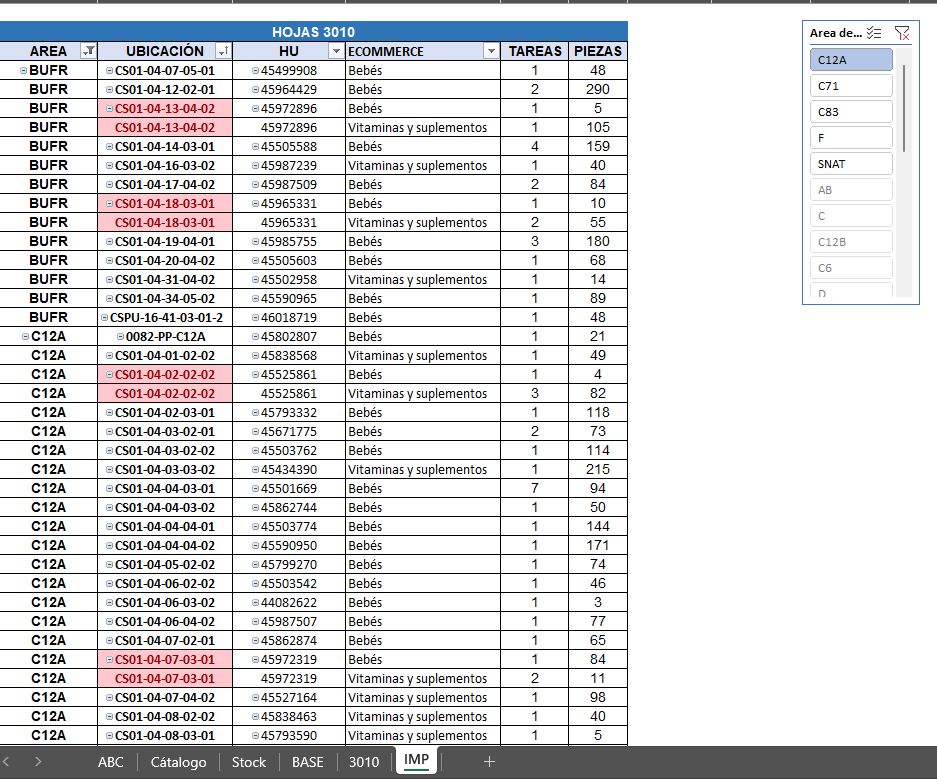 HOJAS 3010
AREA UBICACIÓN HU ECOMMERCE TAREAS PIEZAS
BUFR CS01-04-07-05-01 45499908 Bebés 1 48
BUFR CS01-04-12-02-01 45964429 Bebés 2 290
BUFR CS01-04-13-04-02 45972896 Bebés 1 5
BUFR CS01-04-13-04-02 45972896 Vitaminas y suplementos 1 105
BUFR CS01-04-14-03-01 45505588 Bebés 4 159
BUFR CS01-04-16-03-02 45987239 Vitaminas y suplementos 1 40
BUFR CS01-04-17-04-02 45987509 Bebés 2 84
BUFR CS01-04-18-03-01 45965331 Bebés 1 10
BUFR CS01-04-18-03-01 45965331 Vitaminas y suplementos 2 55
BUFR CS01-04-19-04-01 45985755 Bebés 3 180
BUFR CS01-04-20-04-02 45505603 Bebés 1 68
BUFR CS01-04-31-04-02 45502958 Vitaminas y suplementos 1 14
BUFR CS01-04-34-05-02 45590965 Bebés 1 89
BUFR CSPU-16-41-03-01-2 46018719 Bebés 1 48
C12A 0082-PP-C12A 45802807 Bebés 1 21
C12A CS01-04-01-02-02 45838568 Vitaminas y suplementos 1 49
C12A CS01-04-02-02-02 45525861 Bebés 1 4
C12A CS01-04-02-02-02 45525861 Vitaminas y suplementos 3 82
C12A CS01-04-02-03-01 45793332 Bebés 1 118
C12A CS01-04-03-02-01 45671775 Bebés 2 73
C12A CS01-04-03-02-02 45503762 Bebés 1 114
C12A CS01-04-03-03-02 45434390 Vitaminas y suplementos 1 215
C12A CS01-04-04-03-01 45501669 Bebés 7 94
C12A CS01-04-04-03-02 45862744 Bebés 1 50
C12A CS01-04-04-04-01 45503774 Bebés 1 144
C12A CS01-04-04-04-02 45590950 Bebés 1 171
C12A CS01-04-05-02-02 45799270 Bebés 1 74
C12A CS01-04-06-02-02 45503542 Bebés 1 46
C12A CS01-04-06-03-02 44082622 Bebés 1 3
C12A CS01-04-06-04-02 45987507 Bebés 1 77
C12A CS01-04-07-02-01 45862874 Bebés 1 65
C12A CS01-04-07-03-01 45972319 Bebés 1 84
C12A CS01-04-07-03-01 45972319 Vitaminas y suplementos 2 11
C12A CS01-04-07-04-02 45527164 Vitaminas y suplementos 1 98
C12A CS01-04-08-02-02 45838463 Vitaminas y suplementos 1 40
C12A CS01-04-08-03-01 45793590 Vitaminas y suplementos 1 5
Area de...
C12A
C71
C83
F
SNAT
AB
C
C12B
C6
D
ABC Cátalogo Stock BASE 3010 IMP